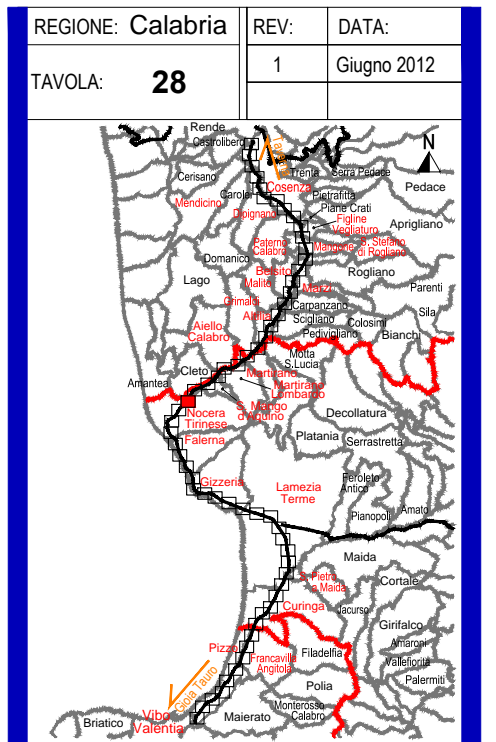 REGIONE: Calabria
REV:
DATA:
TAVOLA: 28
1
Giugno 2012
Rende
N
Castrolibero
Taranto
Trenta
Serra Pedace
Cerisano
Cosenza
Pedace
Carolei
Pietrafitta
Mendicino
Piane Crati
Dipignano
Figline
Vegliaturo
Aprigliano
Paterno
Calabro
Mangone
S. Stefano
di Rogliano
Domanico
Belsito
Rogliano
Lago
Malito
Marzi
Parenti
Grimaldi
Carpanzano
Sila
Altilia
Scigliano
Colosimi
Aiello
Calabro
Pedivigliano
Bianchi
Motta
S.Lucia
Cleto
Martirano
Amantea
Martirano
Lombardo
S. Mango
d'Aquino
Nocera
Tirinese
Decollatura
Falerna
Platania
Serrastretta
Gizzeria
Feroleto
Antico
Lamezia
Terme
Pianopoli
Amato
Maida
S. Pietro
a Maida
Cortale
Curinga
Jacurso
Girifalco
Pizzo
Amaroni
Francavilla
Angitola
Filadelfia
Vallefiorita
Gioia Tauro
Polia
Palermiti
Monterosso
Calabro
Vibo
Valentia
Briatico
Maierato